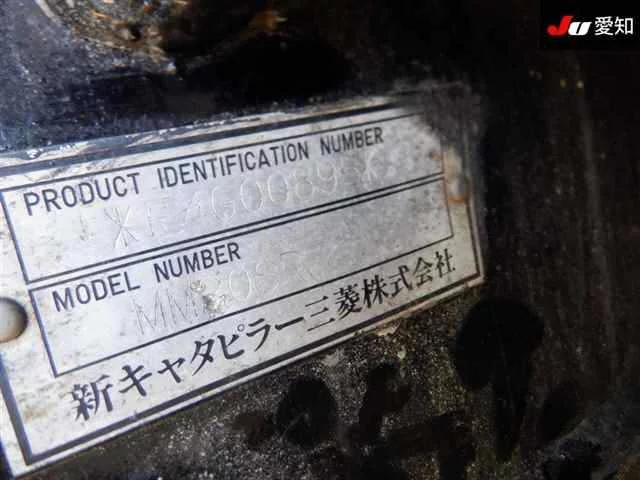 JU 愛知
PRODUCT IDENTIFICATION NUMBER
MODEL NUMBER
新キャタピラー三菱株式会社